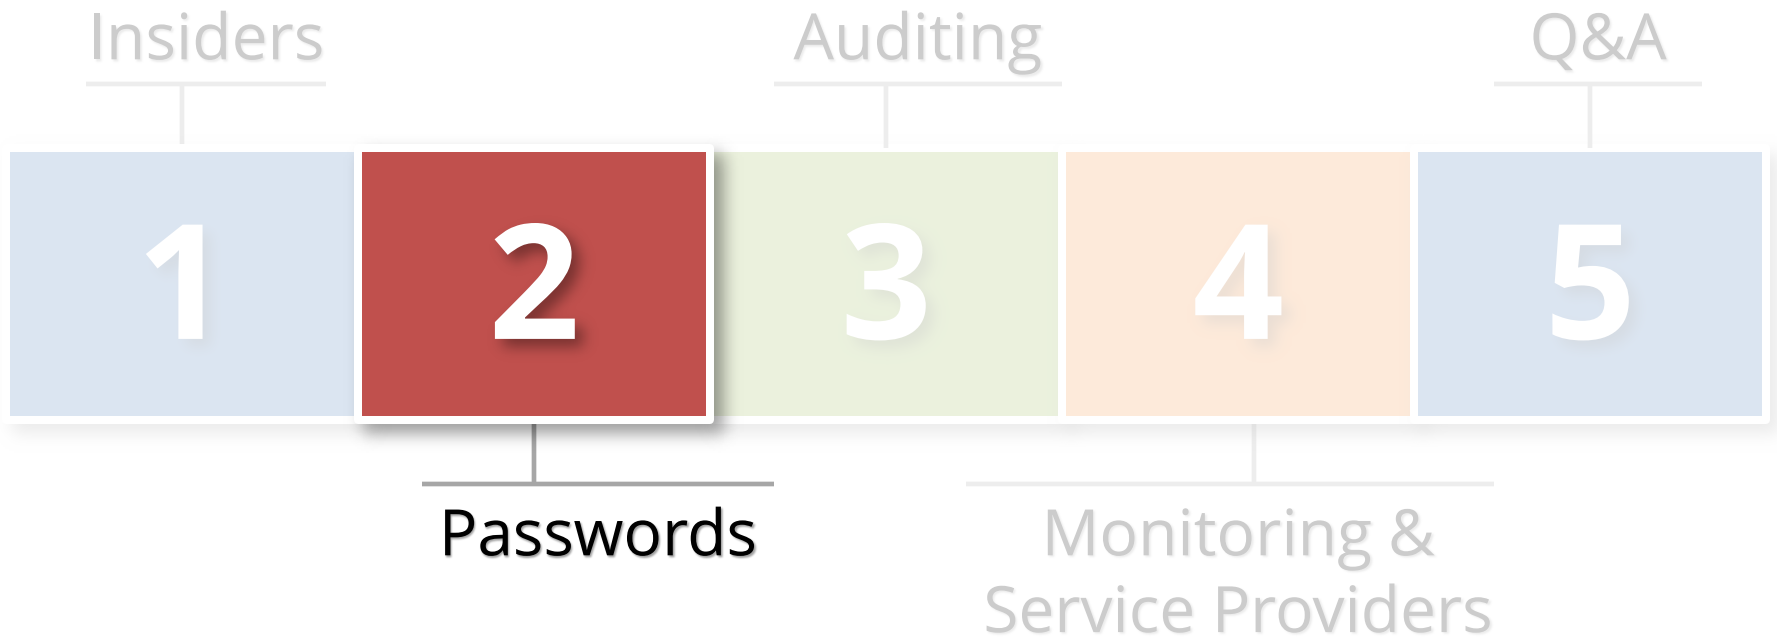 Insiders
Auditing
Q&A
1
2
3
4
5
Passwords
Monitoring &
Service Providers